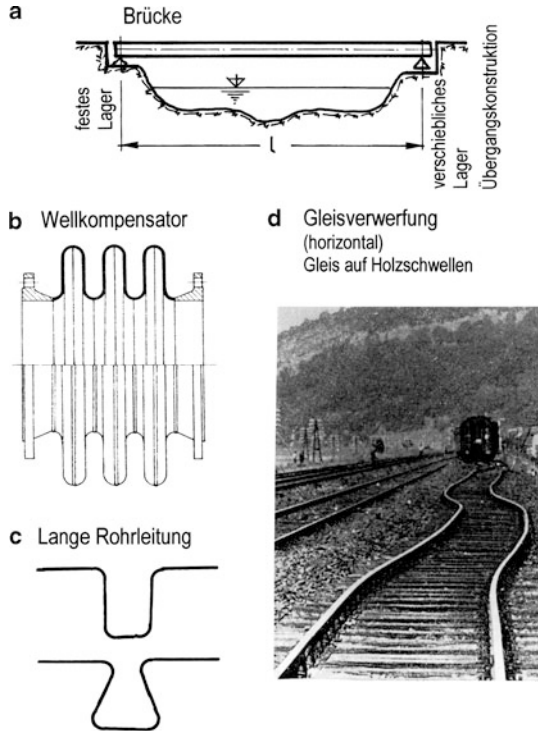 a
Brücke
festes
Lager
l
verschiebliches
Lager
Übergangskonstruktion
b Wellkompensator
d Gleisverwerfung
(horizontal)
Gleis auf Holzschwellen
c Lange Rohrleitung